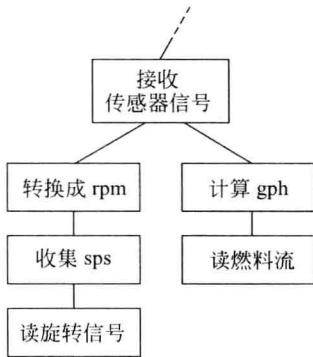 接收
传感器信号
转换成 rpm
计算 gph
收集 sps
读燃料流
读旋转信号